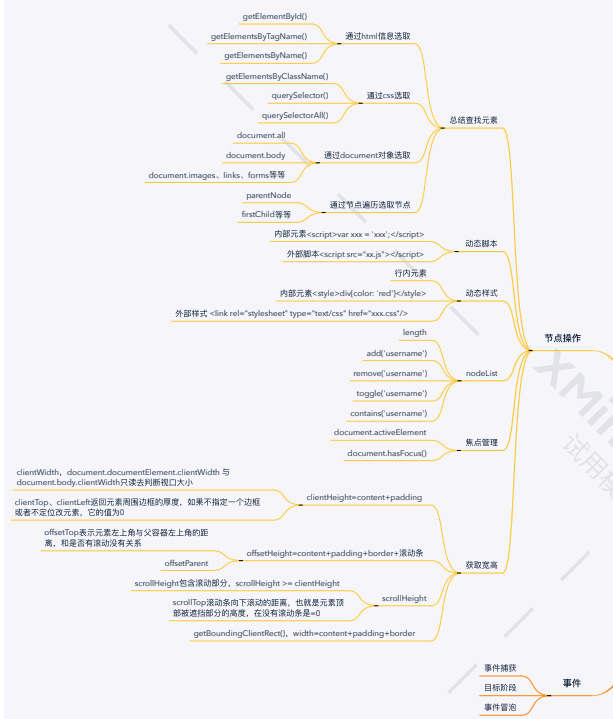 getElementById()
getElementsByTagName()
getElementsByName()
通过html信息选取
getElementsByClassName()
querySelector()
querySelectorAll()
通过css选取
document.all
document.body
document.images、links、forms等等
通过document对象选取
parentNode
firstChild等等
通过节点遍历选取节点
总结查找元素
内部元素<script>var xxx = 'xxx';</script>
外部脚本<script src="xx.js"></script>
动态脚本
行内元素
内部元素<style>div{color: 'red'}</style>
外部样式 <link rel="stylesheet" type="text/css" href="xxx.css"/>
动态样式
length
add('username')
remove('username')
toggle('username')
contains('username')
nodeList
document.activeElement
document.hasFocus()
焦点管理
clientWidth，document.documentElement.clientWidth 与
document.body.clientWidth只读去判断视口大小
clientTop、clientLeft返回元素周围边框的厚度，如果不指定一个边框
或者不定位改元素，它的值为0
clientHeight=content+padding
offsetTop表示元素左上角与父容器左上角的距
离，和是否有滚动没有关系
offsetParent
offsetHeight=content+padding+border+滚动条
scrollHeight包含滚动部分，scrollHeight >= clientHeight
scrollTop滚动条向下滚动的距离，也就是元素顶
部被遮挡部分的高度，在没有滚动条是=0
scrollHeight
getBoundingClientRect()，width=content+padding+border
获取宽高
节点操作
事件捕获
目标阶段
事件冒泡
事件
XMin
试用使